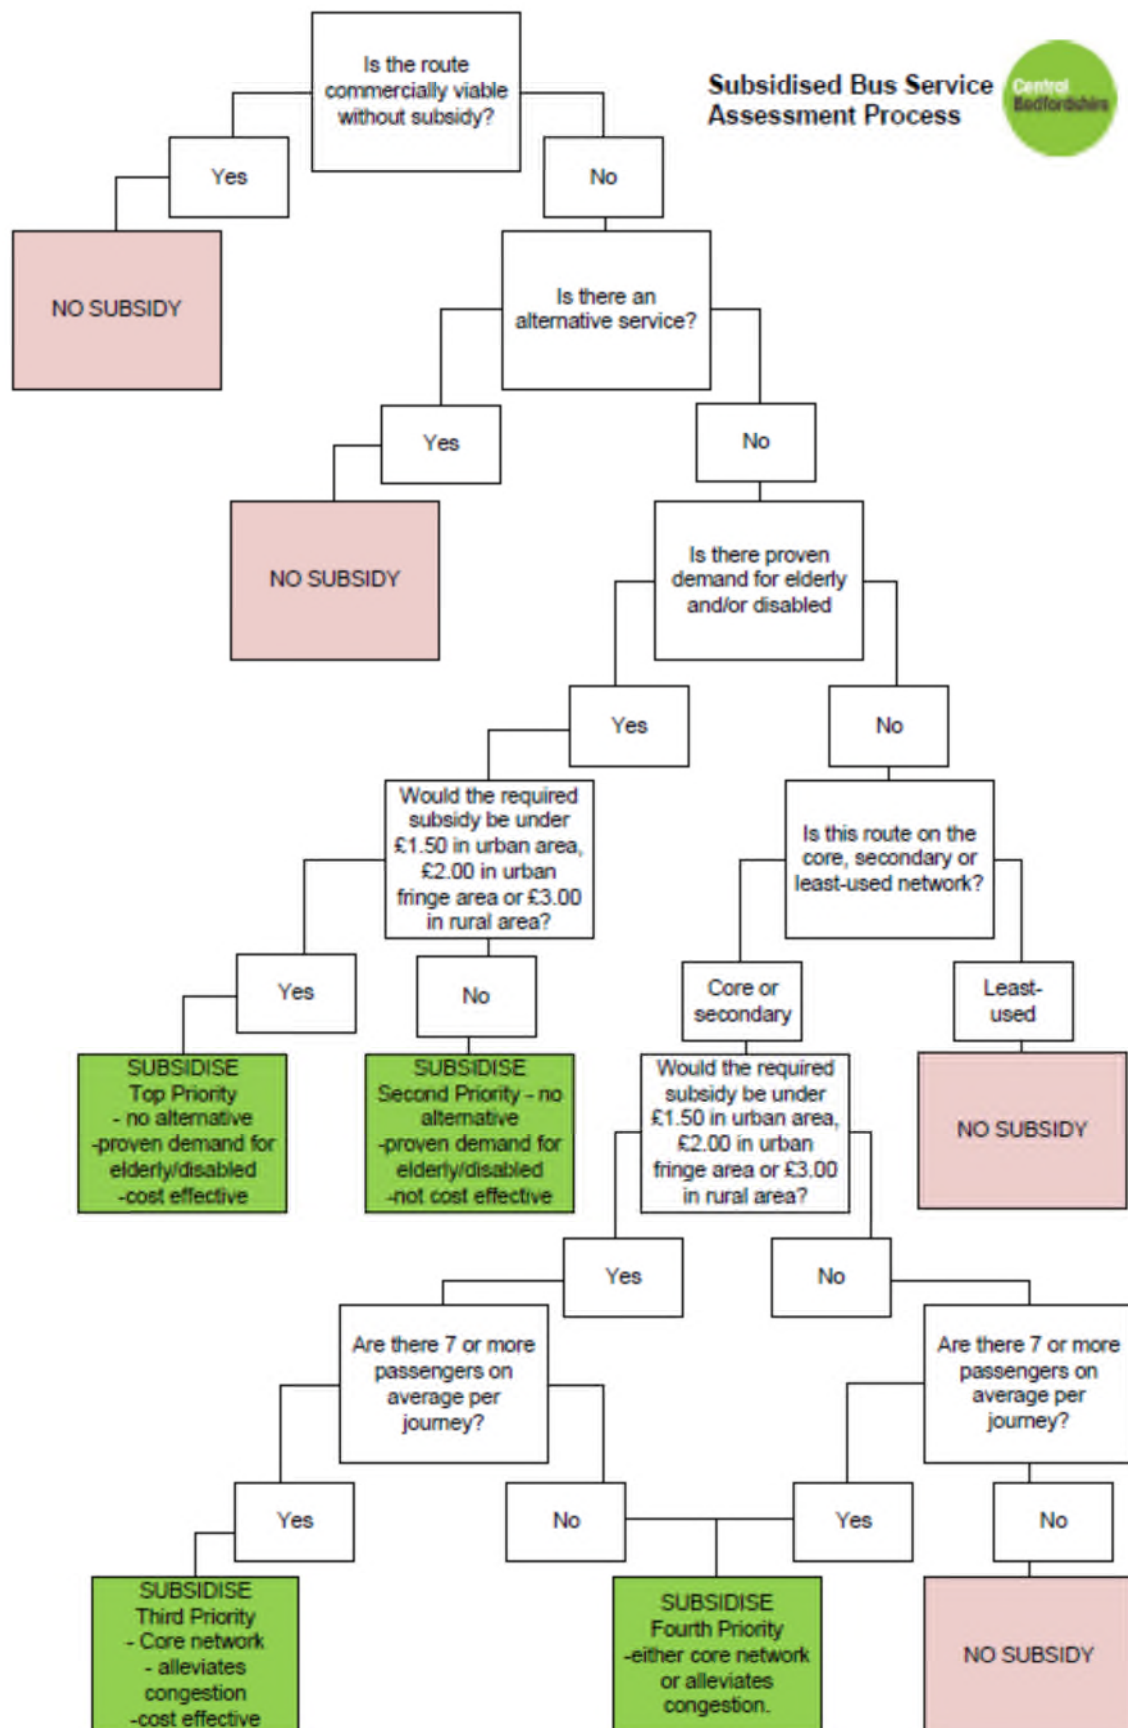 Is the route
commercially viable
without subsidy?
Subsidised Bus Service
Assessment Process
Central
Bedfordshire
Yes
No
NO SUBSIDY
Is there an
alternative service?
Yes
No
NO SUBSIDY
Is there proven
demand for elderly
and/or disabled
Yes
No
Would the required
subsidy be under
£1.50 in urban area,
£2.00 in urban
fringe area or £3.00
in rural area?
Is this route on the
core, secondary or
least-used network?
Yes
No
Core or
secondary
Least-
used
SUBSIDISE
Top Priority
- no alternative
-proven demand for
elderly/disabled
-cost effective
SUBSIDISE
Second Priority - no
alternative
-proven demand for
elderly/disabled
-not cost effective
Would the required
subsidy be under
£1.50 in urban area,
£2.00 in urban
fringe area or £3.00
in rural area?
NO SUBSIDY
Yes
No
Are there 7 or more
passengers on
average per
journey?
Are there 7 or more
passengers on
average per
journey?
Yes
No
Yes
No
SUBSIDISE
Third Priority
- Core network
- alleviates
congestion
-cost effective
SUBSIDISE
Fourth Priority
-either core network
or alleviates
congestion.
NO SUBSIDY